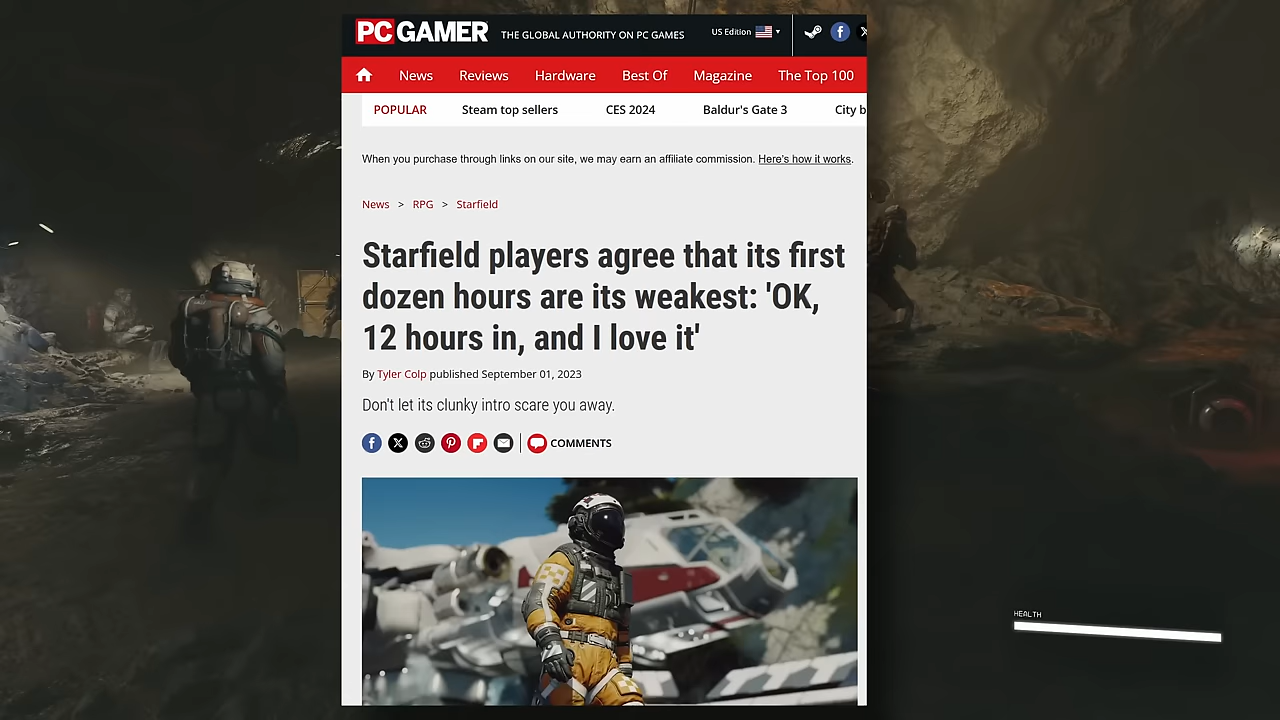 PC GAMER THE GLOBAL AUTHORITY ON PC GAMES US Edition
News Reviews Hardware Best Of Magazine The Top 100
POPULAR Steam top sellers CES 2024 Baldur's Gate 3 City b
When you purchase through links on our site, we may earn an affiliate commission. Here's how it works.
News > RPG > Starfield
Starfield players agree that its first
dozen hours are its weakest: 'OK,
12 hours in, and I love it'
By Tyler Colp published September 01, 2023
Don't let its clunky intro scare you away.
COMMENTS
HEALTH